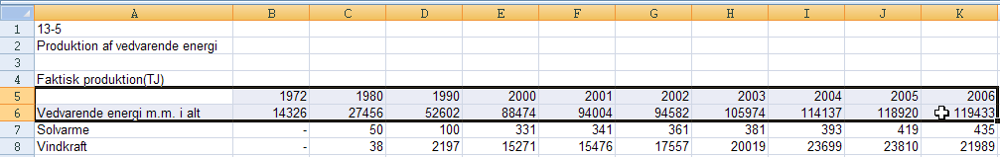 A B C D E F G H I J K
1 13-5
2 Produktion af vedvarende energi
3
4 Faktisk produktion(TJ)
5 1972 1980 1990 2000 2001 2002 2003 2004 2005 2006
6 Vedvarende energi m.m. i alt 14326 27456 52602 88474 94004 94582 105974 114137 118920 119433
7 Solvarme - 50 100 331 341 361 381 393 419 435
8 Vindkraft - 38 2197 15271 15476 17557 20019 23699 23810 21989